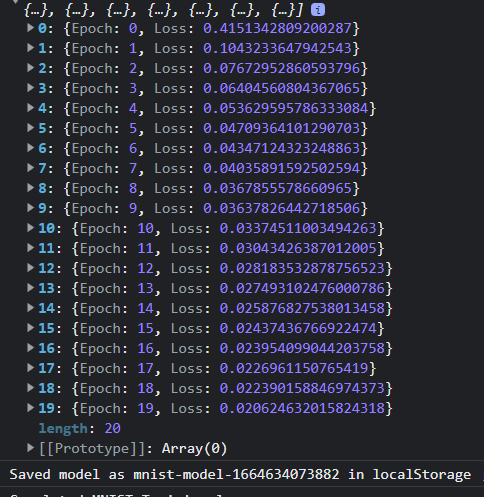 {…}, {…}, {…}, {…}, {…}, {…}, {…}] i
0: {Epoch: 0, Loss: 0.4151342809200287}
1: {Epoch: 1, Loss: 0.1043233647942543}
2: {Epoch: 2, Loss: 0.07672952860593796}
3: {Epoch: 3, Loss: 0.06404560804367065}
4: {Epoch: 4, Loss: 0.053629595786333084}
5: {Epoch: 5, Loss: 0.04709364101290703}
6: {Epoch: 6, Loss: 0.04347124323248863}
7: {Epoch: 7, Loss: 0.04035891592502594}
8: {Epoch: 8, Loss: 0.0367855578660965}
9: {Epoch: 9, Loss: 0.03637826442718506}
10: {Epoch: 10, Loss: 0.03374511003494263}
11: {Epoch: 11, Loss: 0.03043426387012005}
12: {Epoch: 12, Loss: 0.028183532878756523}
13: {Epoch: 13, Loss: 0.027493102476000786}
14: {Epoch: 14, Loss: 0.025876827538013458}
15: {Epoch: 15, Loss: 0.02437436766922474}
16: {Epoch: 16, Loss: 0.023954099044203758}
17: {Epoch: 17, Loss: 0.0226961150765419}
18: {Epoch: 18, Loss: 0.022390158846974373}
19: {Epoch: 19, Loss: 0.020624632015824318}
length: 20
[[Prototype]]: Array(0)
Saved model as mnist-model-1664634073882 in localStorage